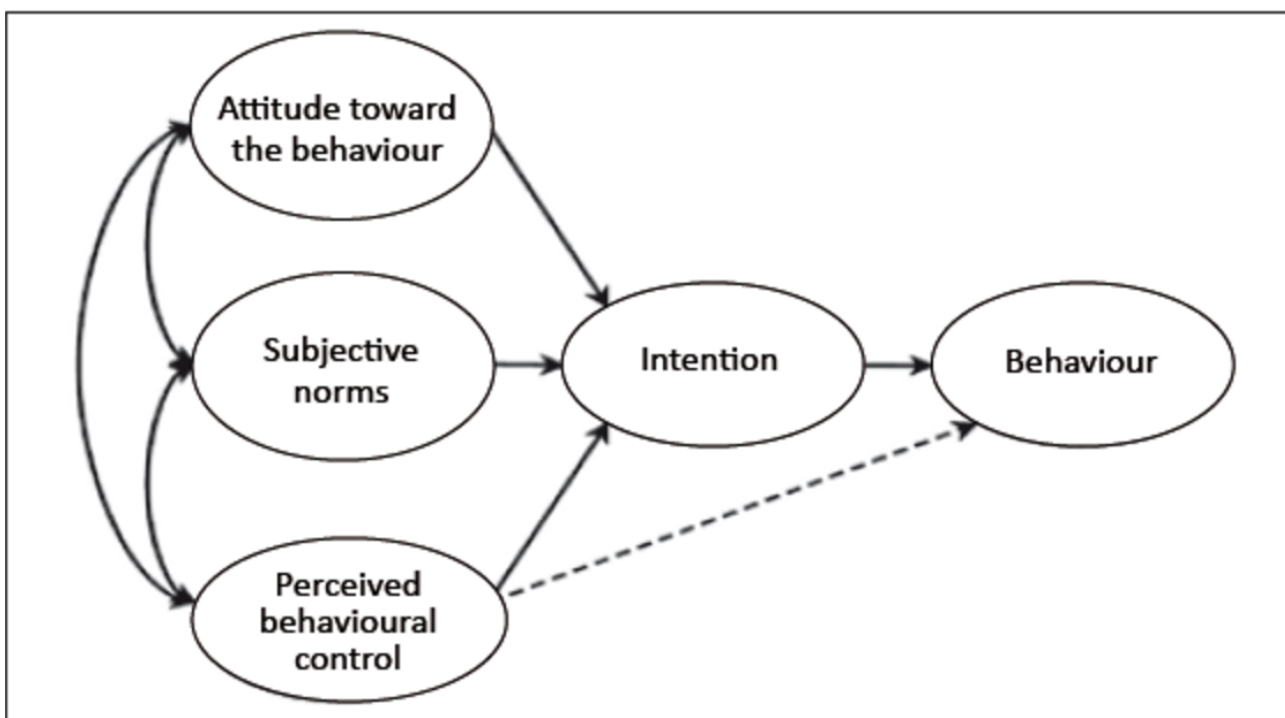 Attitude toward
the behaviour
Subjective
norms
Intention
Behaviour
Perceived
behavioural
control